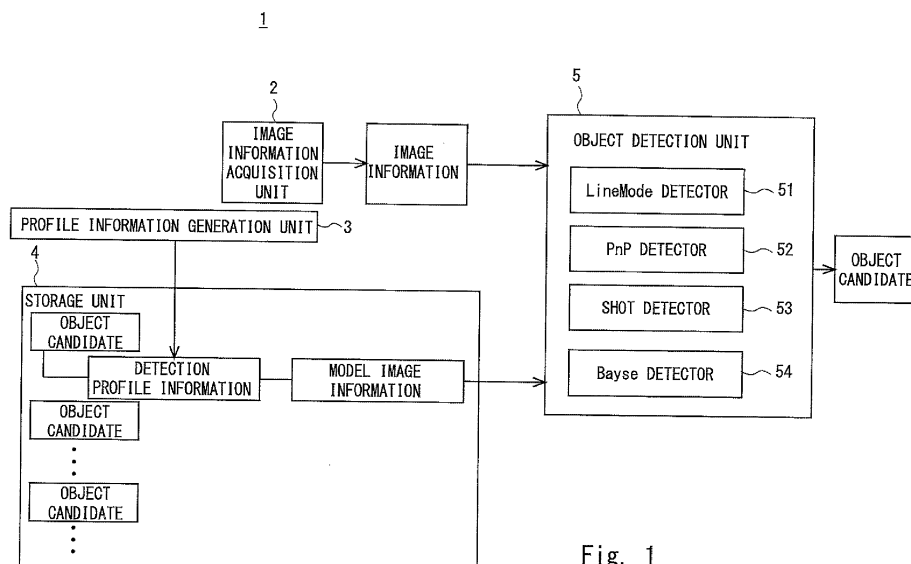 1
2
IMAGE
INFORMATION
ACQUISITION
UNIT
IMAGE
INFORMATION
5
OBJECT DETECTION UNIT
LineMode DETECTOR
51
PnP DETECTOR
52
SHOT DETECTOR
53
Bayse DETECTOR
54
OBJECT
CANDIDATE
PROFILE INFORMATION GENERATION UNIT
3
4
STORAGE UNIT
OBJECT
CANDIDATE
DETECTION
PROFILE INFORMATION
MODEL IMAGE
INFORMATION
OBJECT
CANDIDATE
OBJECT
CANDIDATE
Fig. 1